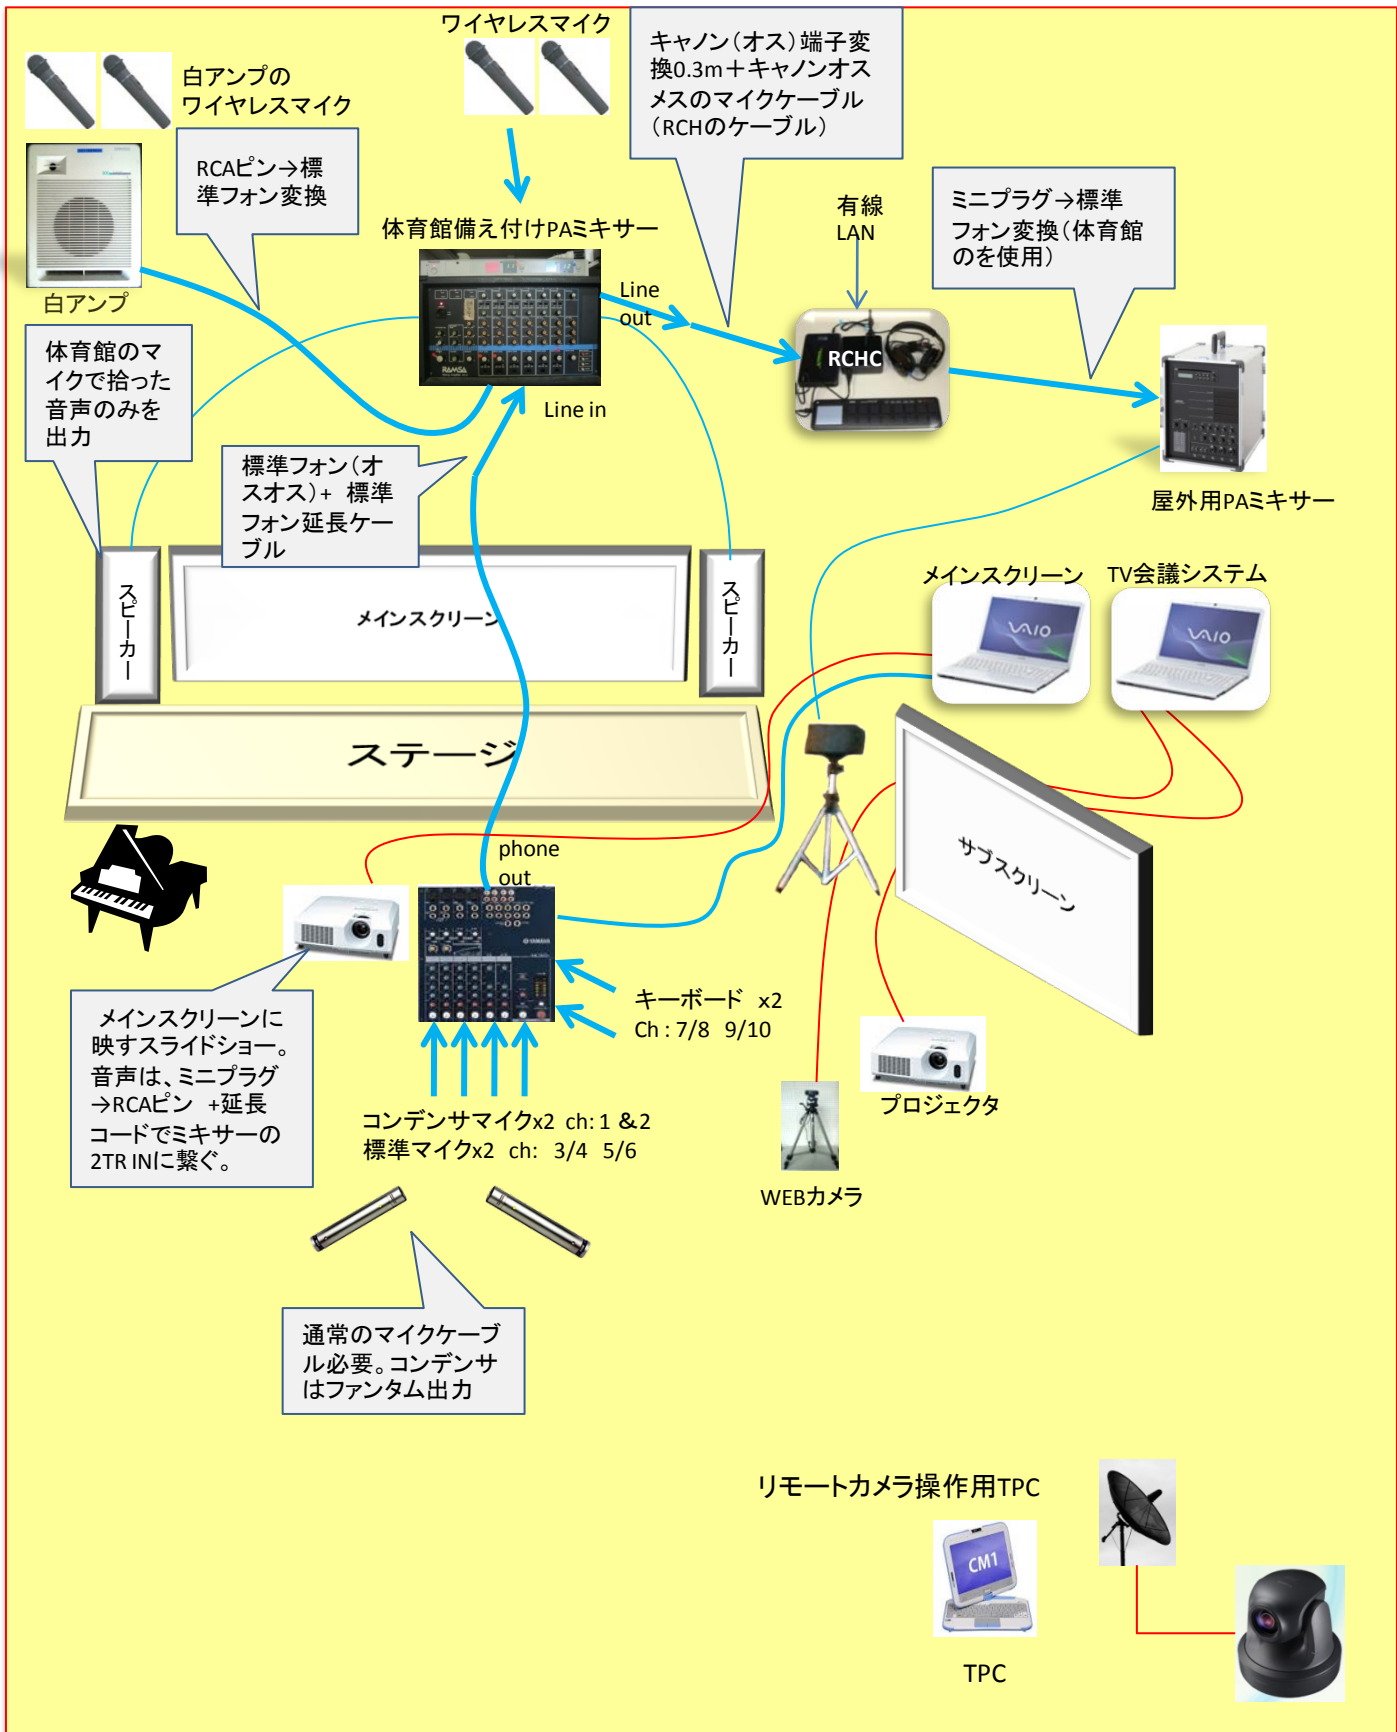 ワイヤレスマイク
白アンプの
ワイヤレスマイク
キャノン（オス）端子変
換0.3m＋キャノンオス
メスのマイクケーブル
（RCHのケーブル）
RCAピン→標
準フォン変換
体育館備え付けPAミキサー
有線
LAN
ミニプラグ→標準
フォン変換（体育館
のを使用）
白アンプ
RAMSA
Line
out
RCHC
体育館のマ
イクで拾った
音声のみを
出力
Line in
標準フォン（オ
スオス）+ 標準
フォン延長ケー
ブル
屋外用PAミキサー
スピーカー
メインスクリーン
スピーカー
メインスクリーン
TV会議システム
VAIO
VAIO
ステージ
サブスクリーン
phone
out
YAMAHA
メインスクリーンに
映すスライドショー。
音声は、ミニプラグ
→RCAピン +延長
コードでミキサーの
2TR INに繋ぐ。
キーボード x2
Ch : 7/8 9/10
プロジェクタ
コンデンサマイクx2 ch: 1 &2
標準マイクx2 ch: 3/4 5/6
WEBカメラ
通常のマイクケーブ
ル必要。コンデンサ
はファンタム出力
リモートカメラ操作用TPC
CM1
TPC